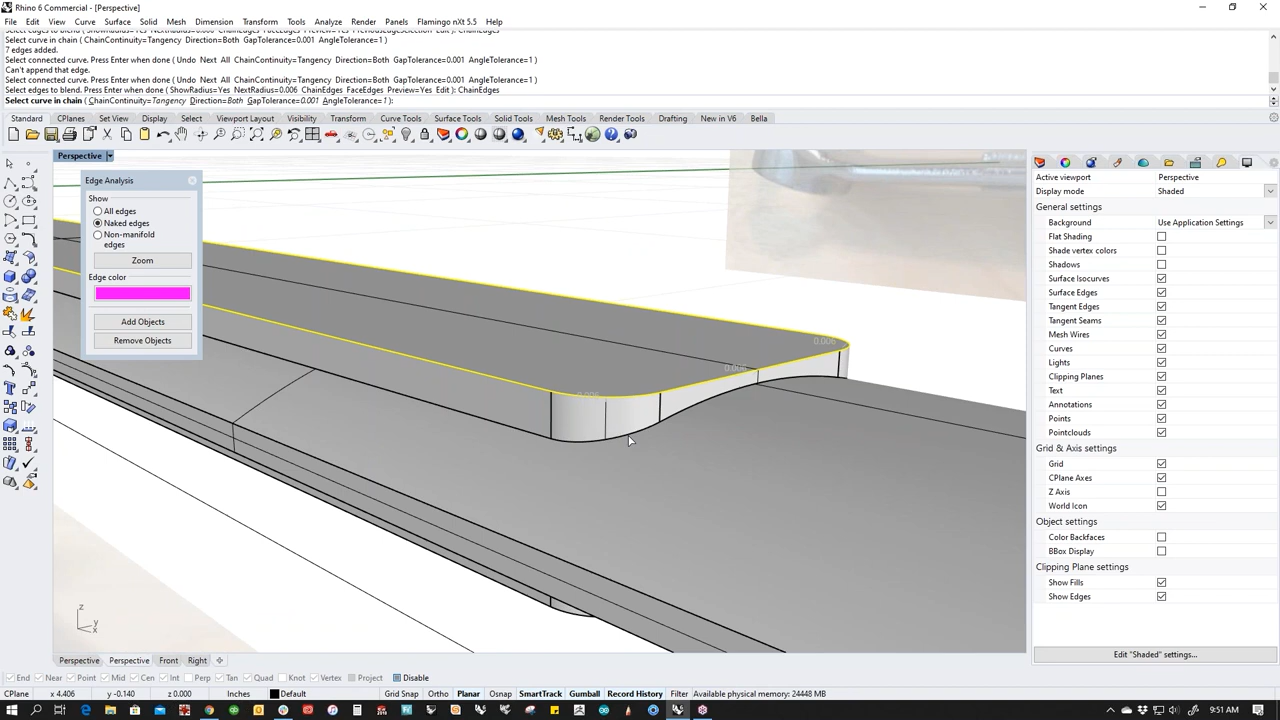 Rhino 6 Commercial - [Perspective]
File Edit View Curve Surface Solid Mesh Dimension Transform Tools Analyze Render Panels Flamingo nXt 5.5 Help
Select curve in chain ( ChainContinuity=Tangency Direction=Both GapTolerance=0.001 AngleTolerance=1 )
7 edges added.
Select connected curve. Press Enter when done ( Undo Next All ChainContinuity=Tangency Direction=Both GapTolerance=0.001 AngleTolerance=1 )
Can't append that edge.
Select connected curve. Press Enter when done ( Undo Next All ChainContinuity=Tangency Direction=Both GapTolerance=0.001 AngleTolerance=1 )
Select edges to blend. Press Enter when done ( ShowRadius=Yes NextRadius=0.006 ChainEdges FaceEdges Preview=Yes Edit ): ChainEdges
Select curve in chain ( ChainContinuity=Tangency Direction=Both GapTolerance=0.001 AngleTolerance=1 ):
Standard CPlanes Set View Display Select Viewport Layout Visibility Transform Curve Tools Surface Tools Solid Tools Mesh Tools Render Tools Drafting New in V6 Bella
Perspective
Edge Analysis
Show
All edges
Naked edges
Non-manifold
edges
Zoom
Edge color
Add Objects
Remove Objects
0.006
0.006
0.006
z
y
x
Active viewport Perspective
Display mode Shaded
General settings
Background Use Application Settings
Flat Shading
Shade vertex colors
Shadows
Surface Isocurves
Surface Edges
Tangent Edges
Tangent Seams
Mesh Wires
Curves
Lights
Clipping Planes
Text
Annotations
Points
Pointclouds
Grid & Axis settings
Grid
CPlane Axes
Z Axis
World Icon
Object settings
Color Backfaces
BBox Display
Clipping Plane settings
Show Fills
Show Edges
Edit "Shaded" settings...
Perspective Perspective Front Right
End Near Point Mid Cen Int Perp Tan Quad Knot Vertex Project Disable
CPlane x 4.406 y -0.140 z 0.000 Inches Default Grid Snap Ortho Planar Osnap SmartTrack Gumball Record History Filter Available physical memory: 24448 MB
9:51 AM